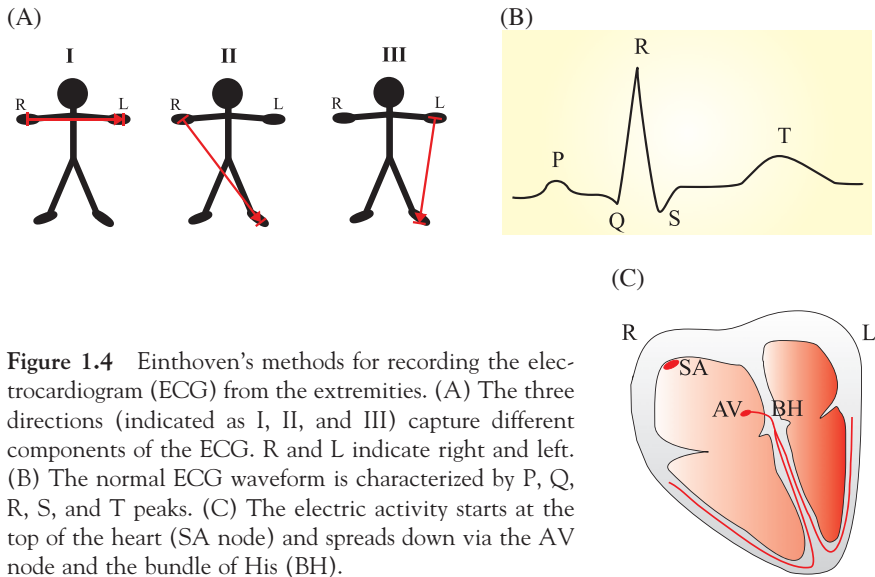 (A)
I
II
III
R
L
R
L
R
L
(B)
R
P
T
Q
S
(C)
R
L
SA
AV
BH
Figure 1.4 Einthoven's methods for recording the elec-
trocardiogram (ECG) from the extremities. (A) The three
directions (indicated as I, II, and III) capture different
components of the ECG. R and L indicate right and left.
(B) The normal ECG waveform is characterized by P, Q,
R, S, and T peaks. (C) The electric activity starts at the
top of the heart (SA node) and spreads down via the AV
node and the bundle of His (BH).